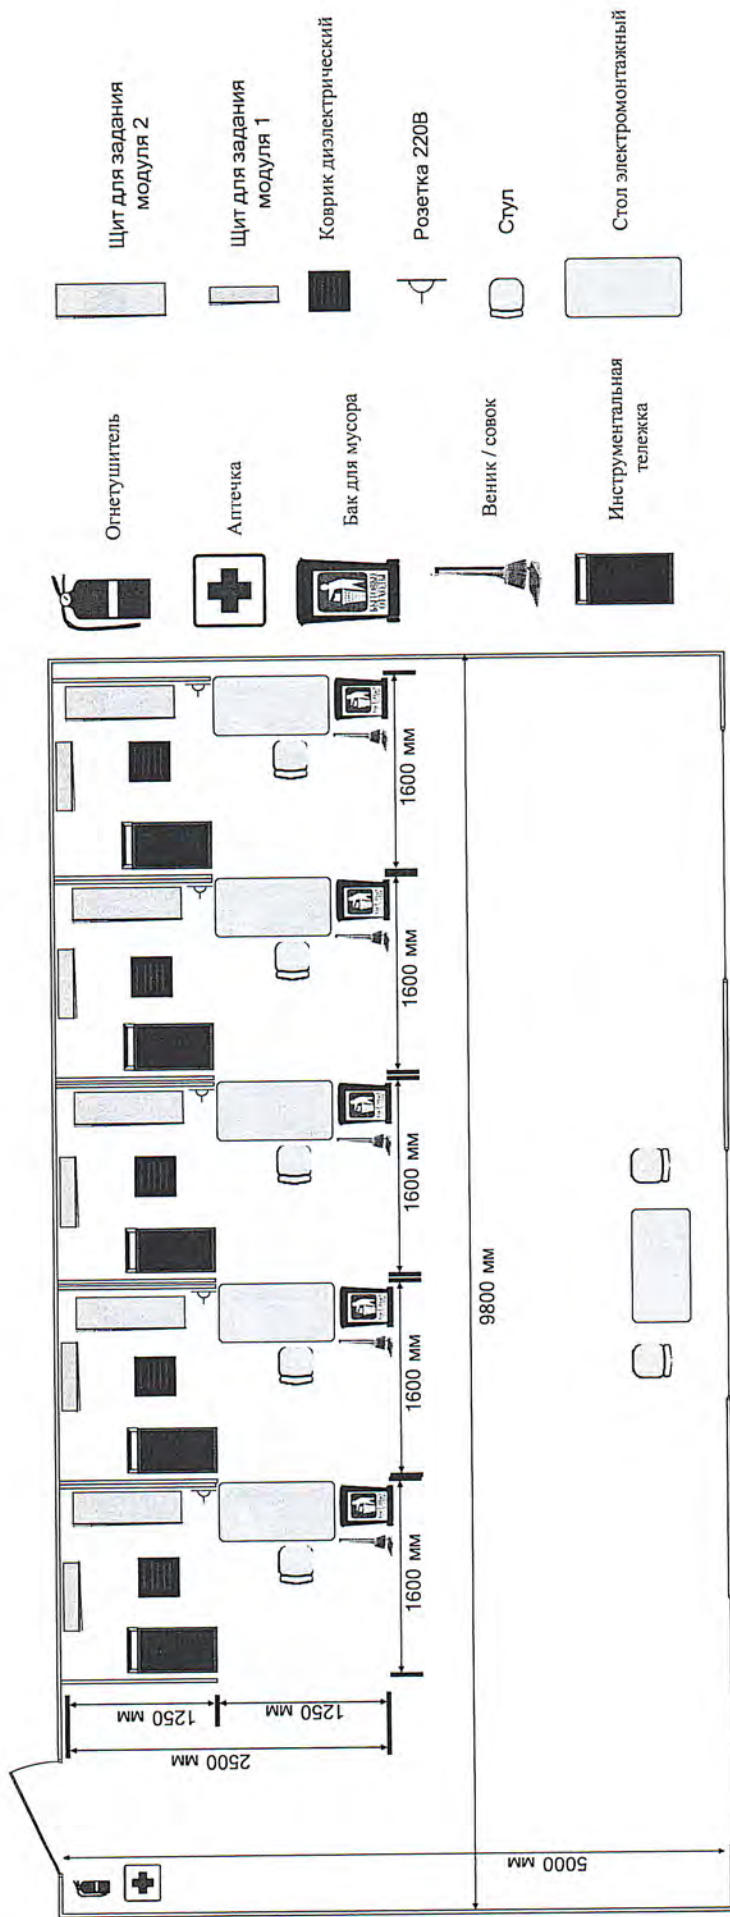 Щит для задания
модуля 2
Щит для задания
модуля 1
Коврик диэлектрический
Розетка 220В
Стул
Стол электромонтажный
Огнетушитель
Аптечка
Бак для мусора
Веник / совок
Инструментальная
тележка
1600 мм
1600 мм
1600 мм
1600 мм
1600 мм
9800 мм
1250 мм
1250 мм
2500 мм
5000 мм